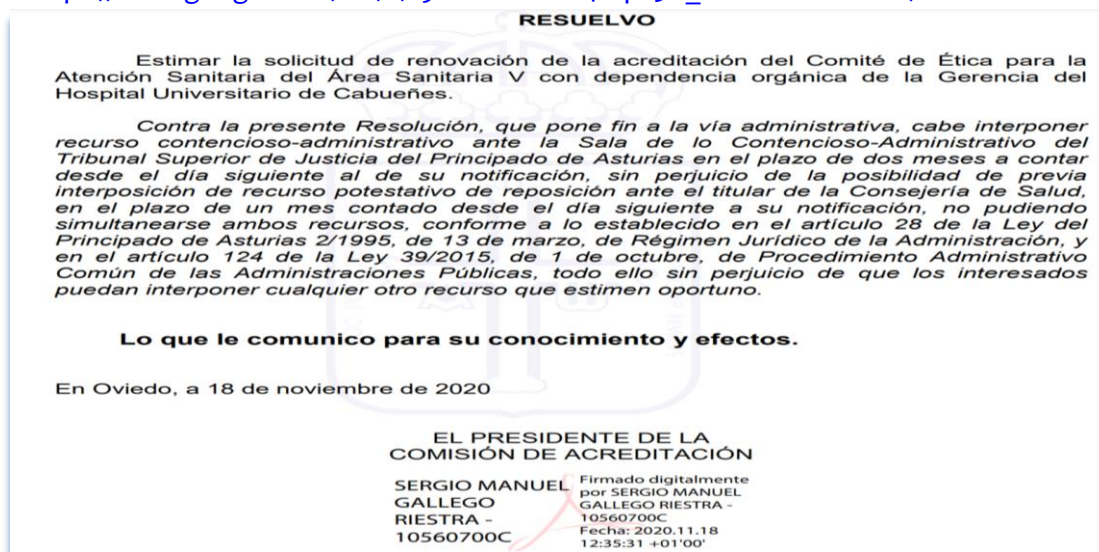 RESUELVO
Estimar la solicitud de renovación de la acreditación del Comité de Ética para la
Atención Sanitaria del Área Sanitaria V con dependencia orgánica de la Gerencia del
Hospital Universitario de Cabueñes.
Contra la presente Resolución, que pone fin a la vía administrativa, cabe interponer
recurso contencioso-administrativo ante la Sala de lo Contencioso-Administrativo del
Tribunal Superior de Justicia del Principado de Asturias en el plazo de dos meses a contar
desde el día siguiente al de su notificación, sin perjuicio de la posibilidad de previa
interposición de recurso potestativo de reposición ante el titular de la Consejería de Salud,
en el plazo de un mes contado desde el día siguiente a su notificación, no pudiendo
simultanearse ambos recursos, conforme a lo establecido en el artículo 28 de la Ley del
Principado de Asturias 2/1995, de 13 de marzo, de Régimen Jurídico de la Administración, y
en el artículo 124 de la Ley 39/2015, de 1 de octubre, de Procedimiento Administrativo
Común de las Administraciones Públicas, todo ello sin perjuicio de que los interesados
puedan interponer cualquier otro recurso que estimen oportuno.
Lo que le comunico para su conocimiento y efectos.
En Oviedo, a 18 de noviembre de 2020
EL PRESIDENTE DE LA
COMISIÓN DE ACREDITACIÓN
SERGIO MANUEL
GALLEGO
RIESTRA -
10560700C
Firmado digitalmente
por SERGIO MANUEL
GALLEGO RIESTRA -
10560700C
Fecha: 2020.11.18
12:35:31 +01'00'